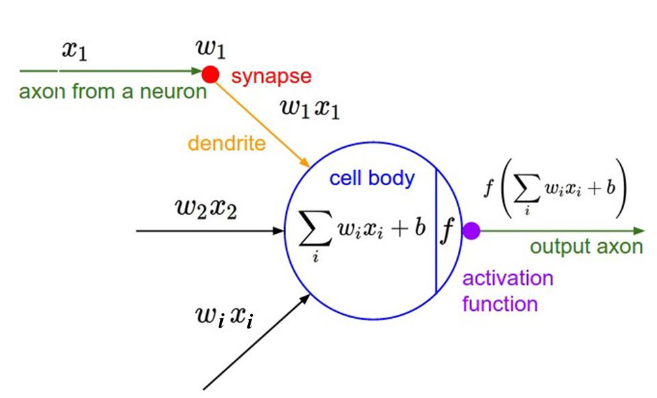 x₁
w₁
synapse
axon from a neuron
w₁x₁
dendrite
cell body
f(∑ᵢ wᵢxᵢ + b)
w₂x₂
∑ᵢ wᵢxᵢ + b
f
output axon
activation
function
wᵢxᵢ